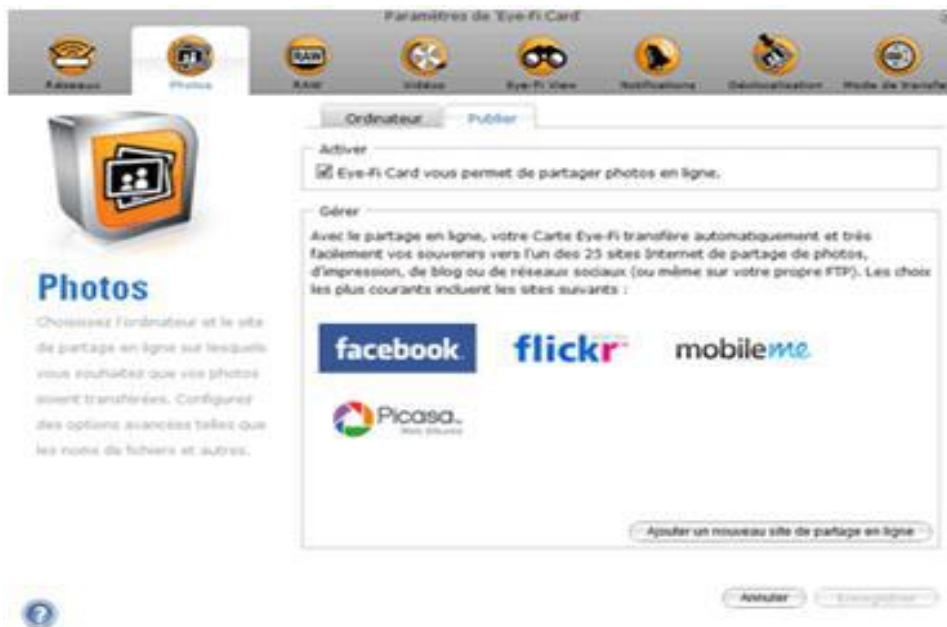 Paramètres de 'Eye-Fi Card'
Réseaux
Photos
RAW
Vidéos
Eye-Fi View
Notifications
Géolocalisation
Mode de transfe
RAW
Ordinateur
Publier
Activer
Eye-Fi Card vous permet de partager photos en ligne.
Gérer
Avec le partage en ligne, votre Carte Eye-Fi transfère automatiquement et très
facilement vos souvenirs vers l'un des 25 sites Internet de partage de photos,
d'impression, de blog ou de réseaux sociaux (ou même sur votre propre FTP). Les choix
les plus courants incluent les sites suivants :
Photos
Choisissez l'ordinateur et le site
de partage en ligne sur lesquels
vous souhaitez que vos photos
soient transférées. Configurez
des options avancées telles que
les noms de fichiers et autres.
facebook
flickr
mobileme
Picasa
Web Albums
Ajouter un nouveau site de partage en ligne
Annuler
Enregistrer
?